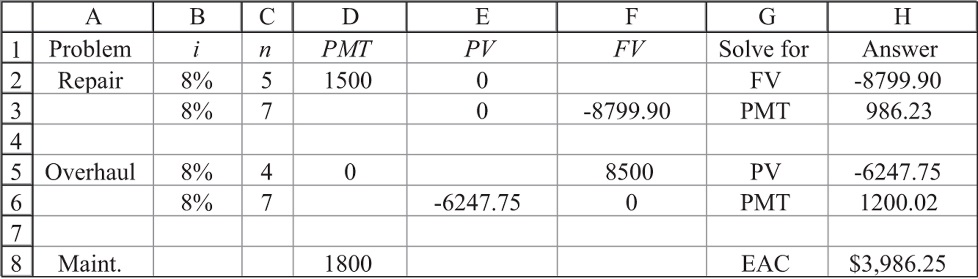 A B C D E F G H
1 Problem i n PMT PV FV Solve for Answer
2 Repair 8% 5 1500 0 FV -8799.90
3 8% 7 0 -8799.90 PMT 986.23
4
5 Overhaul 8% 4 0 8500 PV -6247.75
6 8% 7 -6247.75 0 PMT 1200.02
7
8 Maint. 1800 EAC $3,986.25